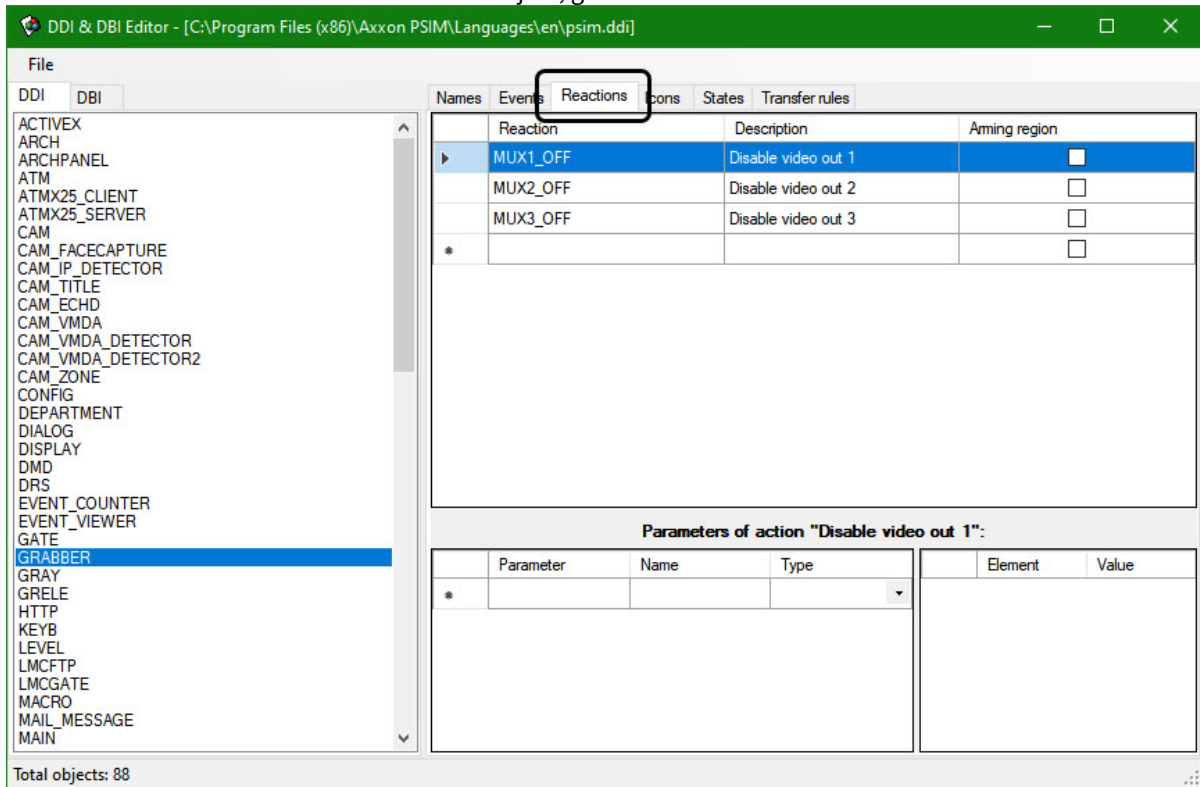 DDI & DBI Editor - [C:\Program Files (x86)\Axxon PSIM\Languages\en\psim.ddi]
File
DDI DBI
Names Events Reactions Icons States Transfer rules
ACTIVEX
ARCH
ARCHPANEL
ATM
ATMX25_CLIENT
ATMX25_SERVER
CAM
CAM_FACECAPTURE
CAM_IP_DETECTOR
CAM_TITLE
CAM_ECHD
CAM_VMDA
CAM_VMDA_DETECTOR
CAM_VMDA_DETECTOR2
CAM_ZONE
CONFIG
DEPARTMENT
DIALOG
DISPLAY
DMD
DRS
EVENT_COUNTER
EVENT_VIEWER
GATE
GRABBER
GRAY
GRELE
HTTP
KEYB
LEVEL
LMCFTP
LMCGATE
MACRO
MAIL_MESSAGE
MAIN
Reaction Description Arming region
MUX1_OFF Disable video out 1
MUX2_OFF Disable video out 2
MUX3_OFF Disable video out 3
Parameters of action "Disable video out 1":
Parameter Name Type Element Value
Total objects: 88